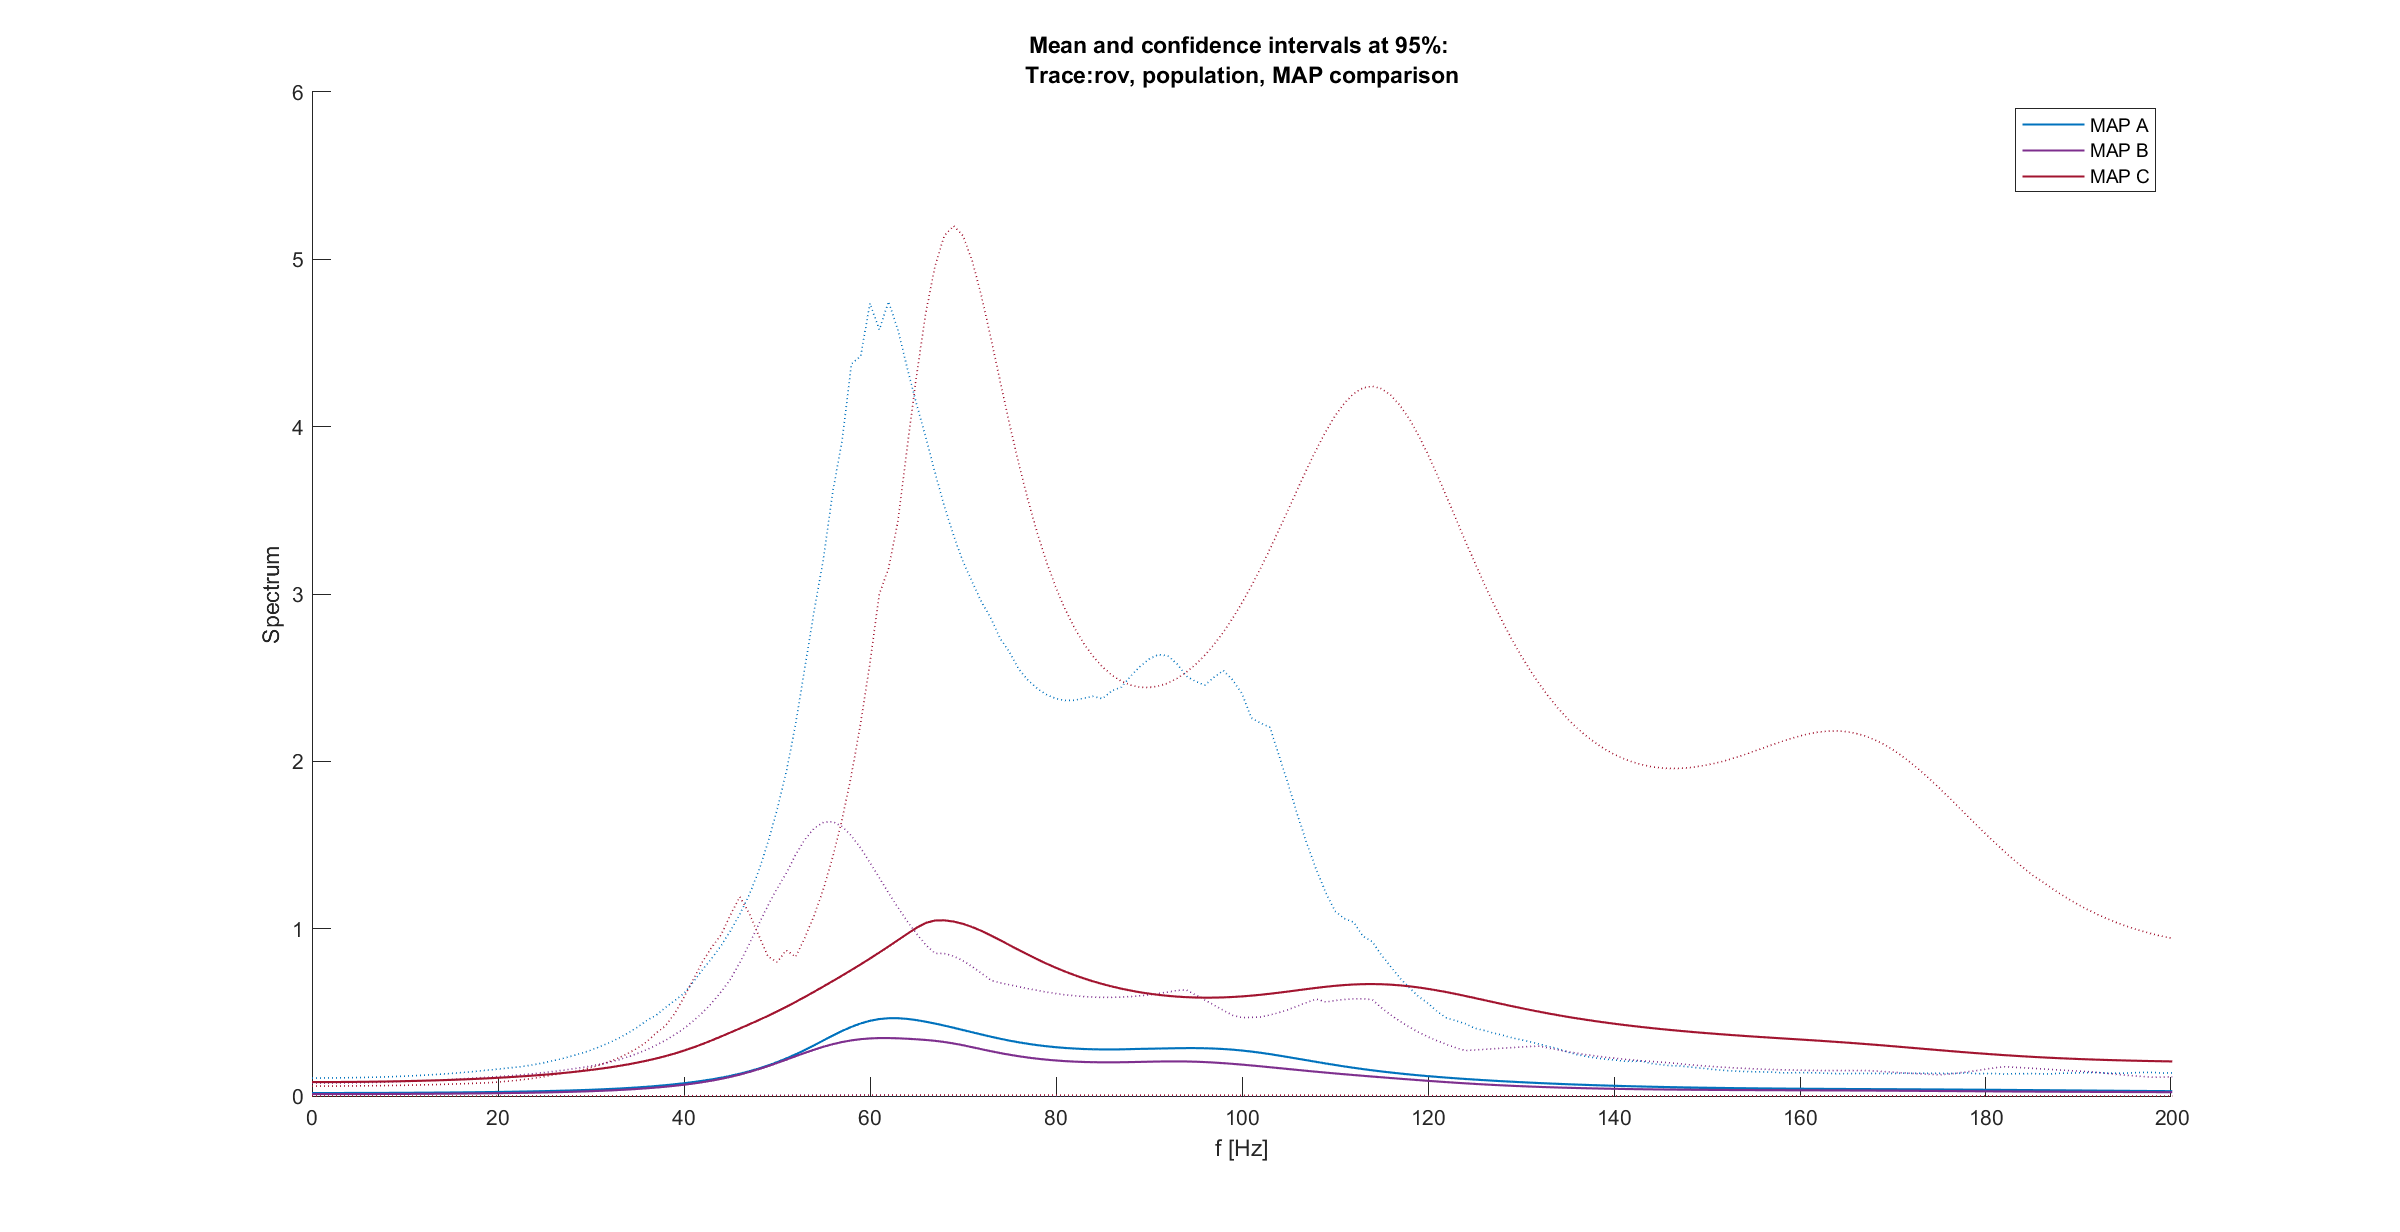 Mean and confidence intervals at 95%:
Trace:rov, population, MAP comparison
MAP A
MAP B
MAP C
6
5
4
3
2
1
0
Spectrum
0 20 40 60 80 100 120 140 160 180 200
f [Hz]